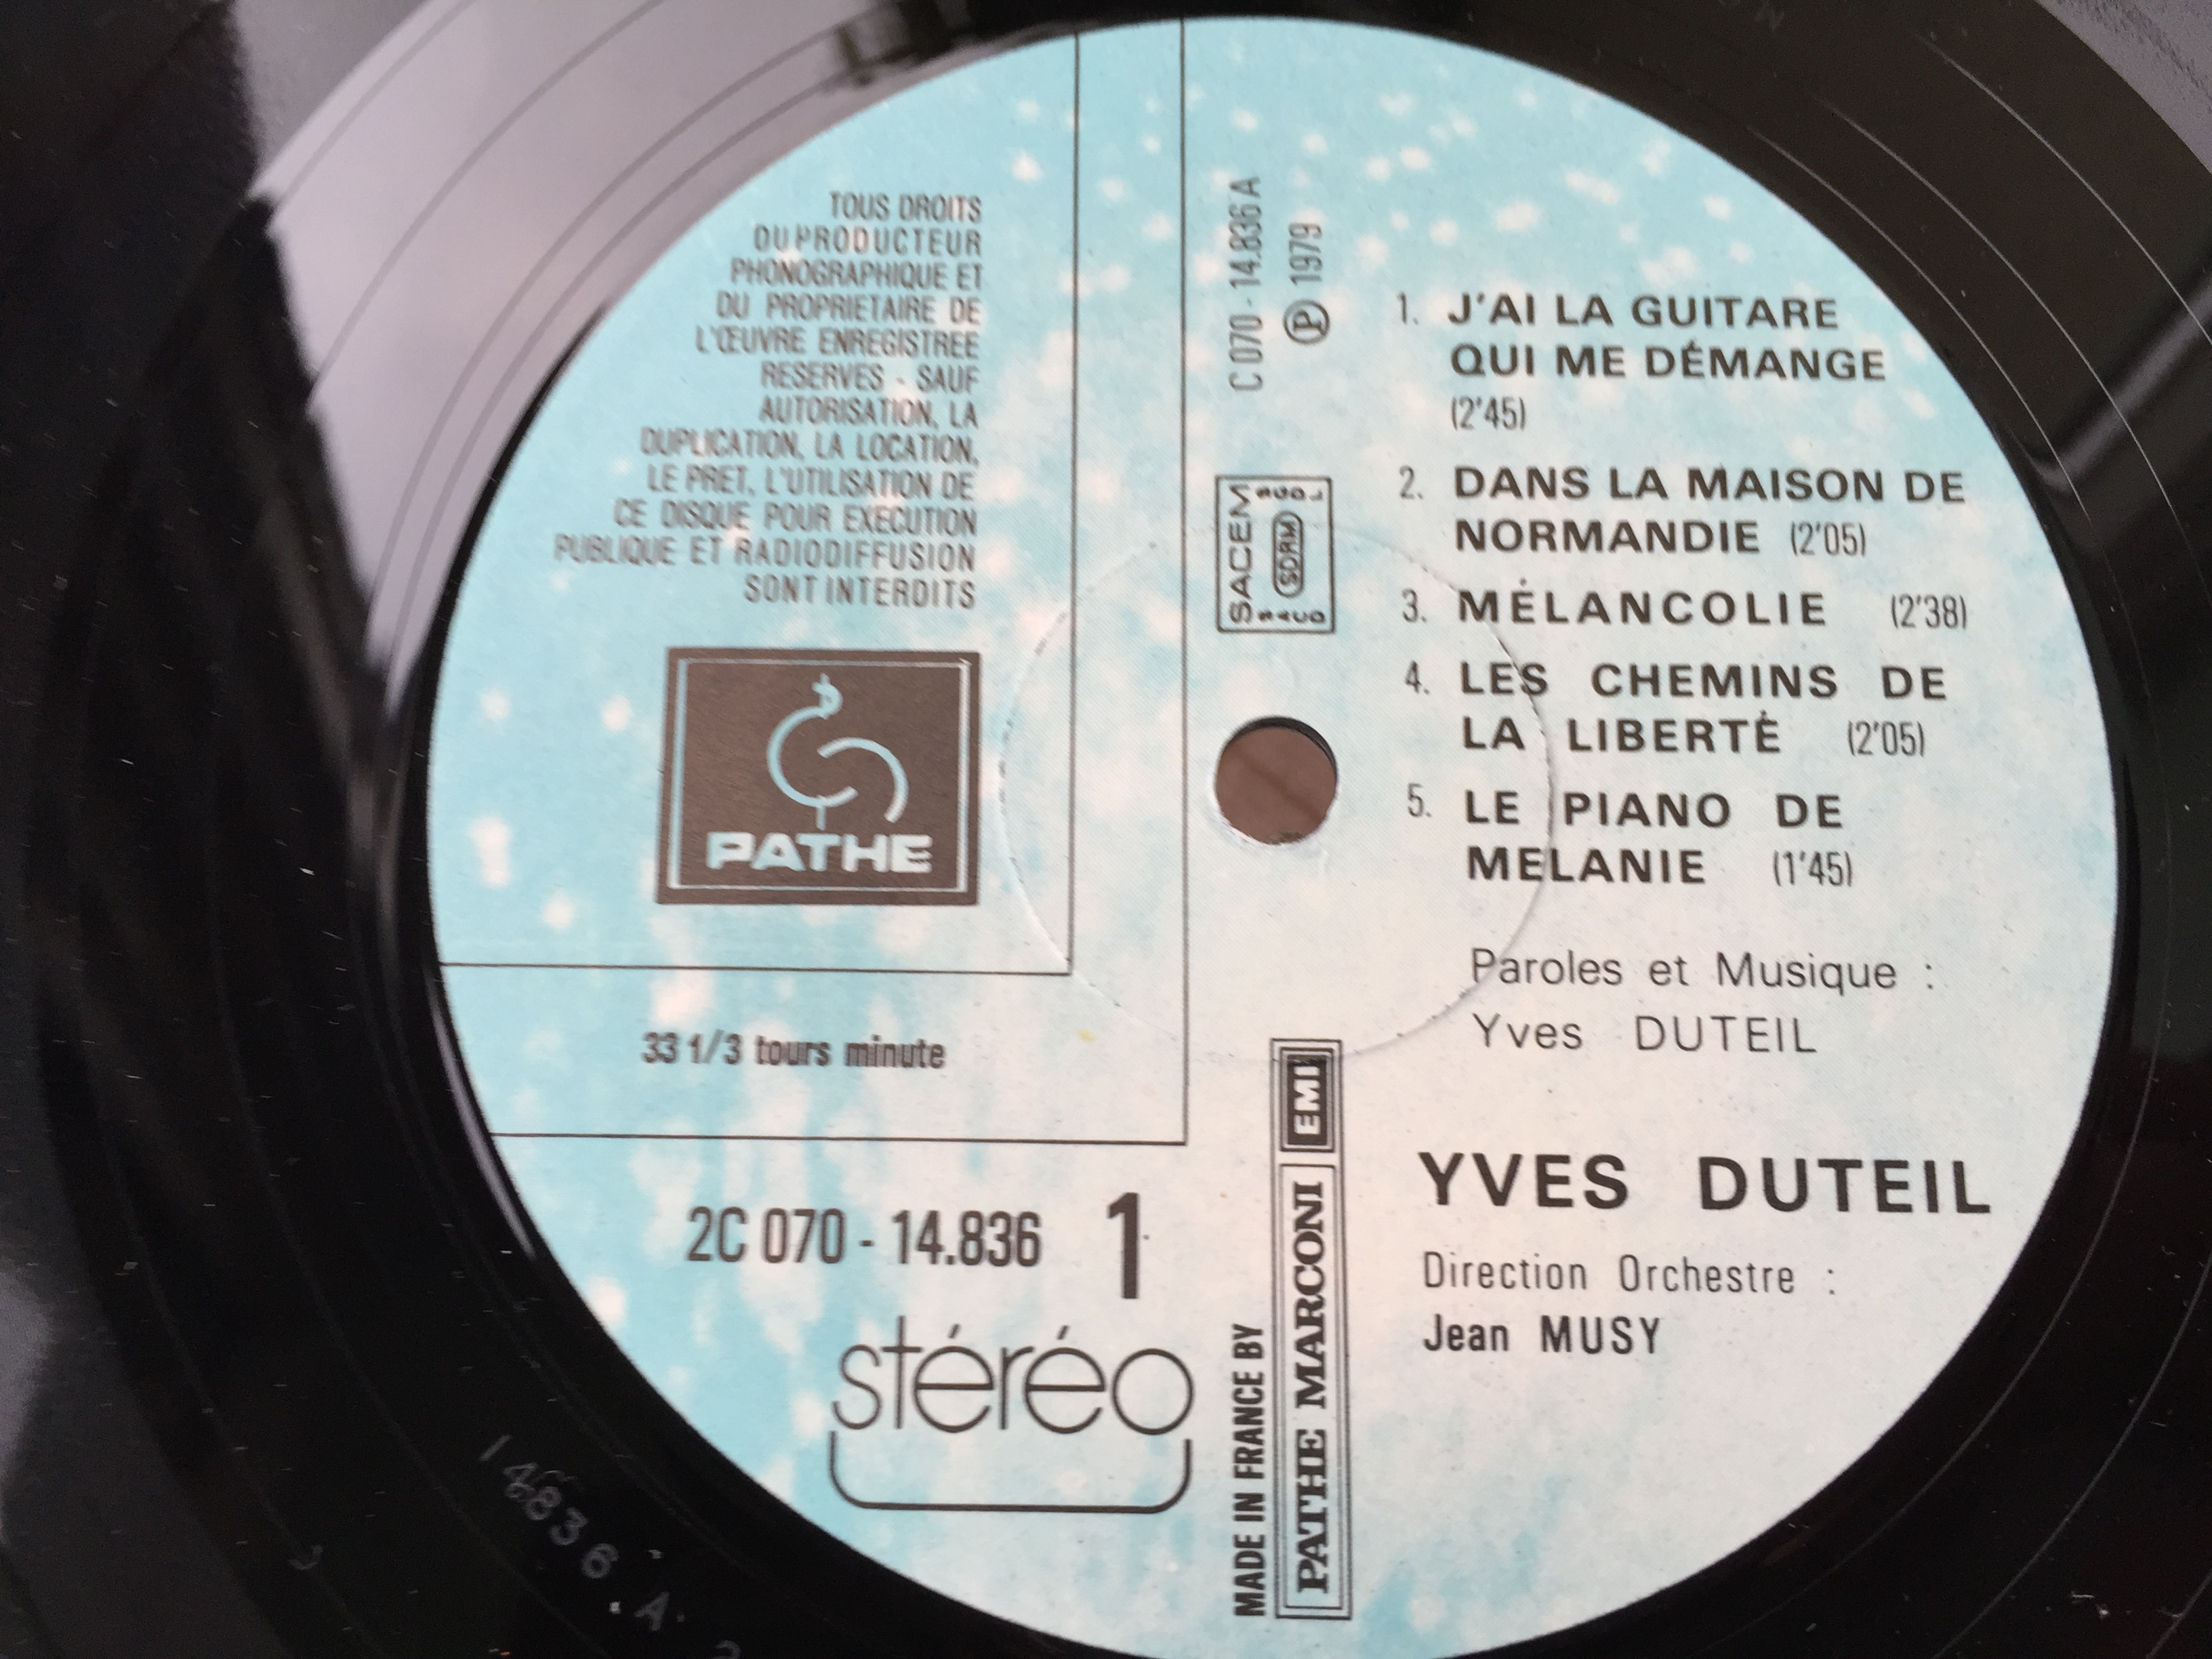 TOUS DROITS
DU PRODUCTEUR
PHONOGRAPHIQUE ET
DU PROPRIETAIRE DE
L'ŒUVRE ENREGISTREE
RESERVES - SAUF
AUTORISATION, LA
DUPLICATION, LA LOCATION,
LE PRET, L'UTILISATION DE
CE DISQUE POUR EXECUTION
PUBLIQUE ET RADIODIFFUSION
SONT INTERDITS
PATHE
33 1/3 tours minute
2C 070 - 14.836 1
stéréo
C 070 - 14.836 A
Ⓟ 1979
SACEM
SDRM
MADE IN FRANCE BY
PATHE MARCONI EMI
1. J'AI LA GUITARE
QUI ME DÉMANGE
(2'45)
2. DANS LA MAISON DE
NORMANDIE (2'05)
3. MÉLANCOLIE (2'38)
4. LES CHEMINS DE
LA LIBERTÉ (2'05)
5. LE PIANO DE
MELANIE (1'45)
Paroles et Musique :
Yves DUTEIL
YVES DUTEIL
Direction Orchestre :
Jean MUSY
14836 . A